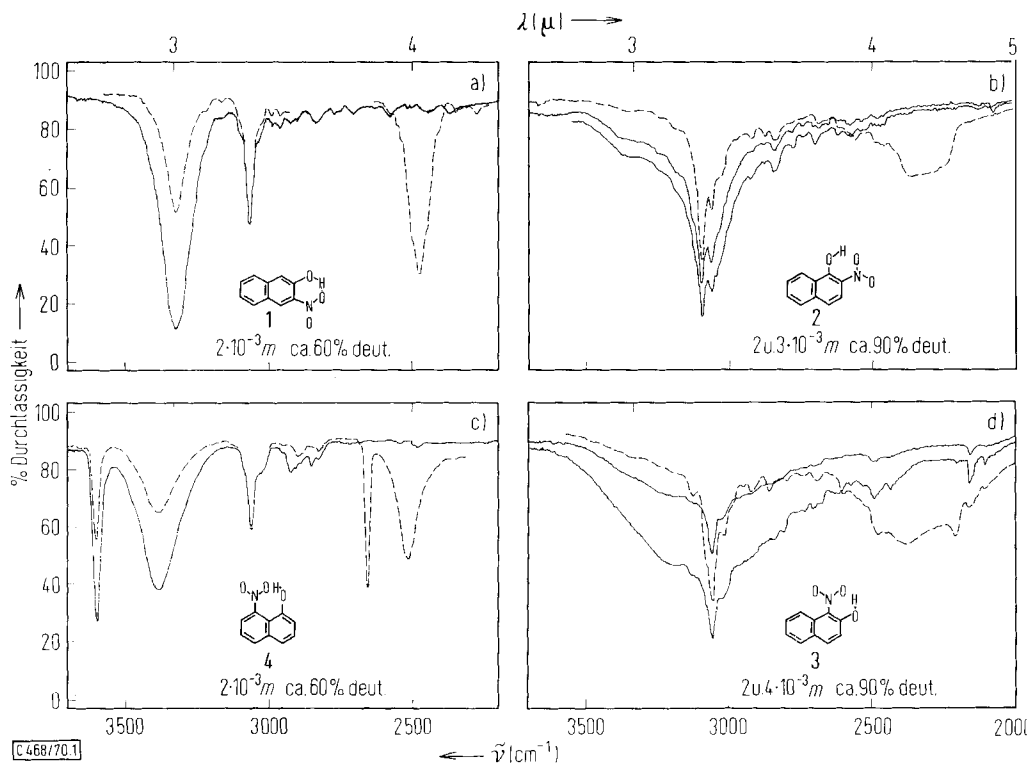 λ(μ) ⟶
3 4 3 4 5
% Durchlässigkeit ⟶
100
80
60
40
20
0
a)
O H
N O
O
1
2·10⁻³m ca.60% deut.
b)
O H
N O
O
2
2u.3·10⁻³m ca.90% deut.
100
80
60
40
20
0
c)
O N O H O
4
2·10⁻³m ca.60% deut.
d)
O N O
H
O
3
2u.4·10⁻³m ca.90% deut.
3500 3000 2500 3500 3000 2500 2000
C 468/70.1
⟵ ν̃(cm⁻¹)